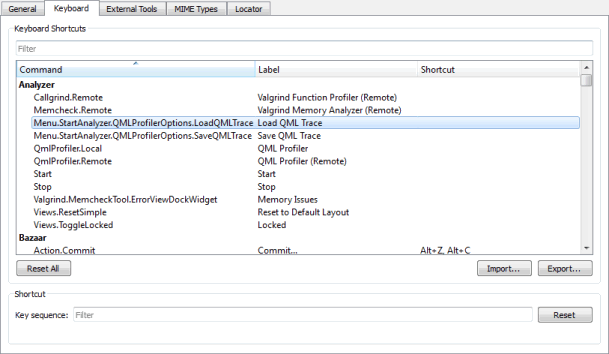 General Keyboard External Tools MIME Types Locator
Keyboard Shortcuts
Filter
Command Label Shortcut
Analyzer
Callgrind.Remote Valgrind Function Profiler (Remote)
Memcheck.Remote Valgrind Memory Analyzer (Remote)
Menu.StartAnalyzer.QMLProfilerOptions.LoadQMLTrace Load QML Trace
Menu.StartAnalyzer.QMLProfilerOptions.SaveQMLTrace Save QML Trace
QmlProfiler.Local QML Profiler
QmlProfiler.Remote QML Profiler (Remote)
Start Start
Stop Stop
Valgrind.MemcheckTool.ErrorViewDockWidget Memory Issues
Views.ResetSimple Reset to Default Layout
Views.ToggleLocked Locked
Bazaar
Action.Commit Commit... Alt+Z, Alt+C
Reset All Import... Export...
Shortcut
Key sequence: Filter Reset